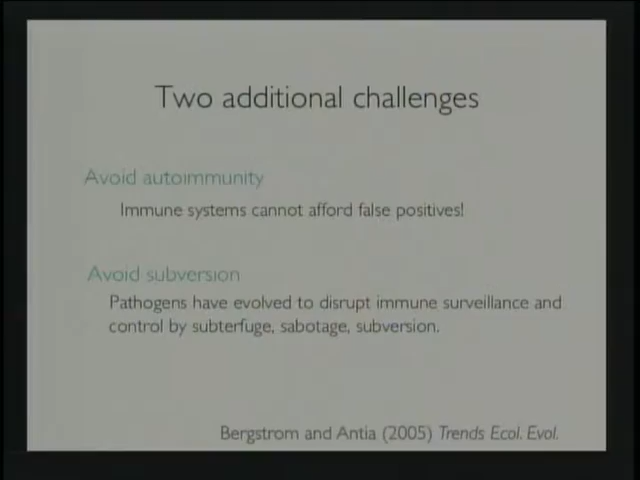 Two additional challenges
Avoid autoimmunity
Immune systems cannot afford false positives!
Avoid subversion
Pathogens have evolved to disrupt immune surveillance and
control by subterfuge, sabotage, subversion.
Bergstrom and Antia (2005) Trends Ecol. Evol.